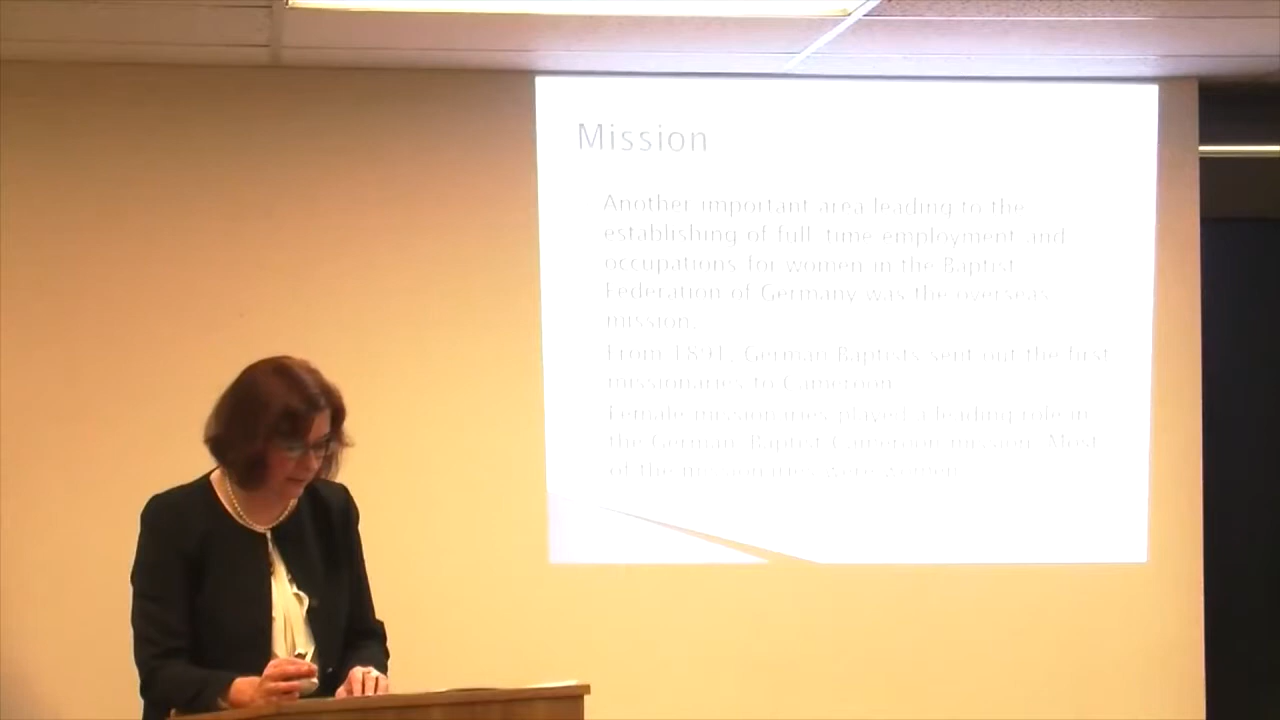 Mission
Another important area leading to the
establishing of full time employment and
occupations for women in the Baptist
Federation of Germany was the overseas
mission.
From 1891, German Baptists sent out the first
missionaries to Cameroon
Female missionaries played a leading role in
the German Baptist Cameroon mission. Most
of the missionaries were women